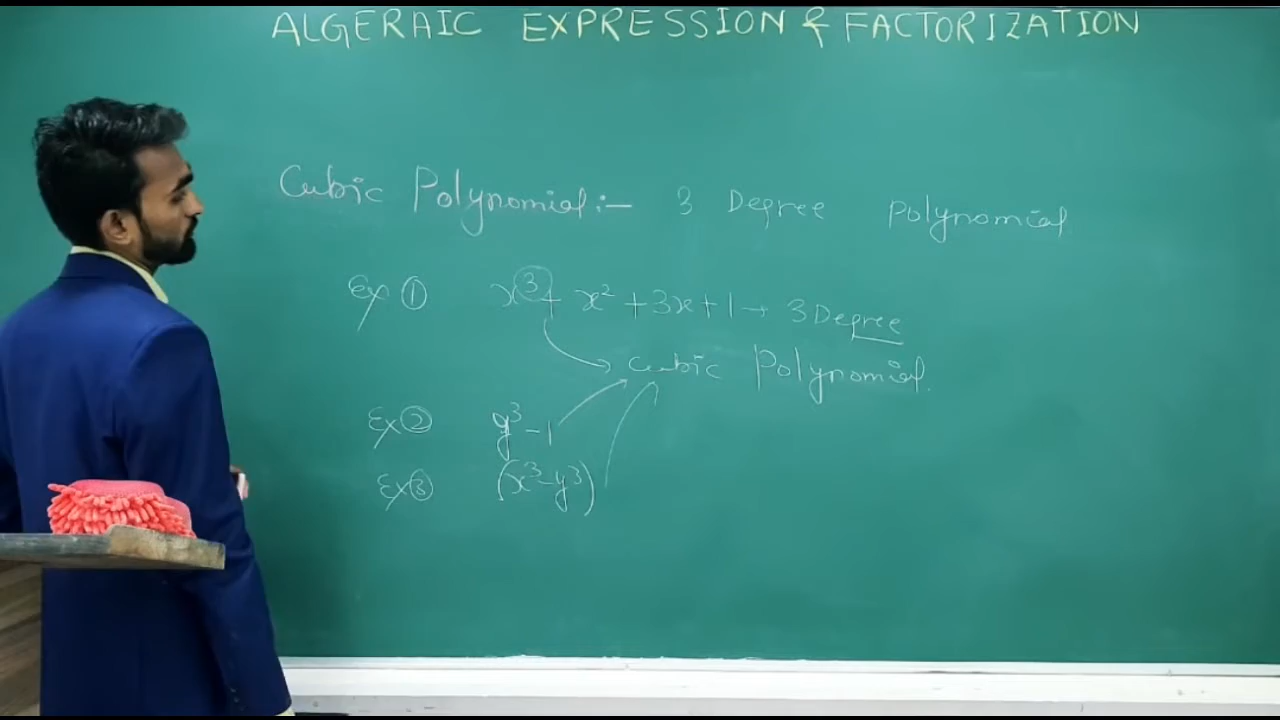 ALGERAIC EXPRESSION & FACTORIZATION
Cubic Polynomial:- 3 Degree Polynomial
Ex ① x³ + x² + 3x + 1 → 3 Degree
Cubic Polynomial.
Ex ② y³ - 1
Ex ③ (x³ - y³)